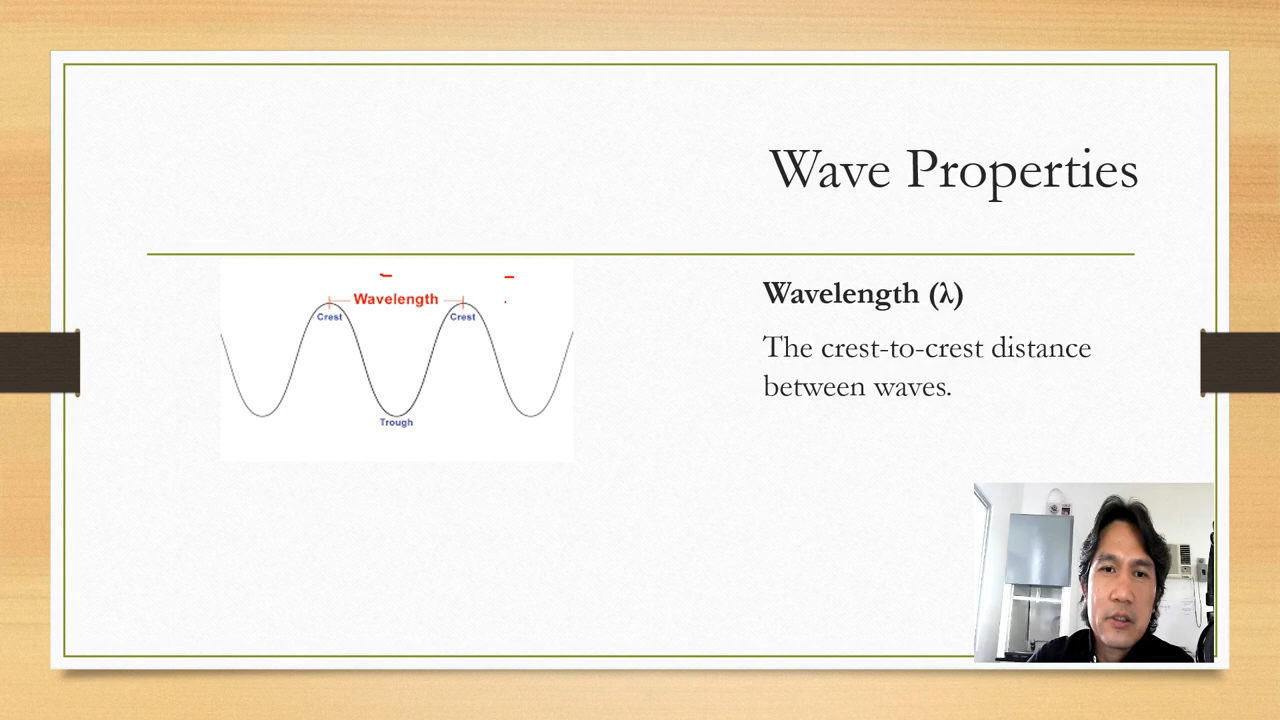 Wave Properties
Wavelength
Crest
Crest
Trough
Wavelength (λ)
The crest-to-crest distance
between waves.